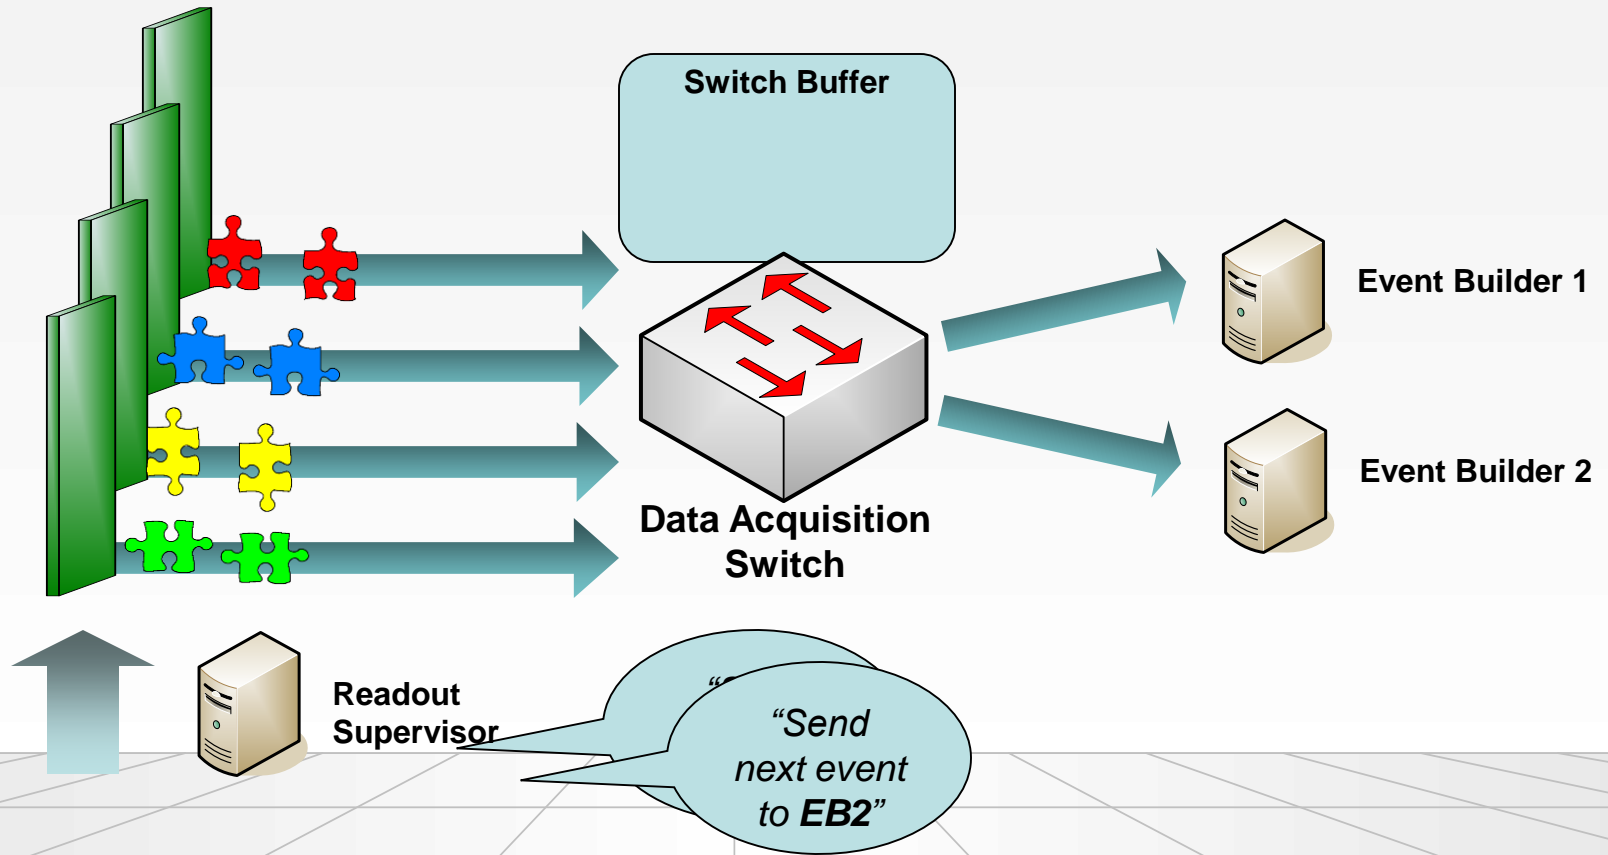 Switch Buffer
Event Builder 1
Event Builder 2
Data Acquisition
Switch
Readout
Supervisor
“Send
next event
to EB2”